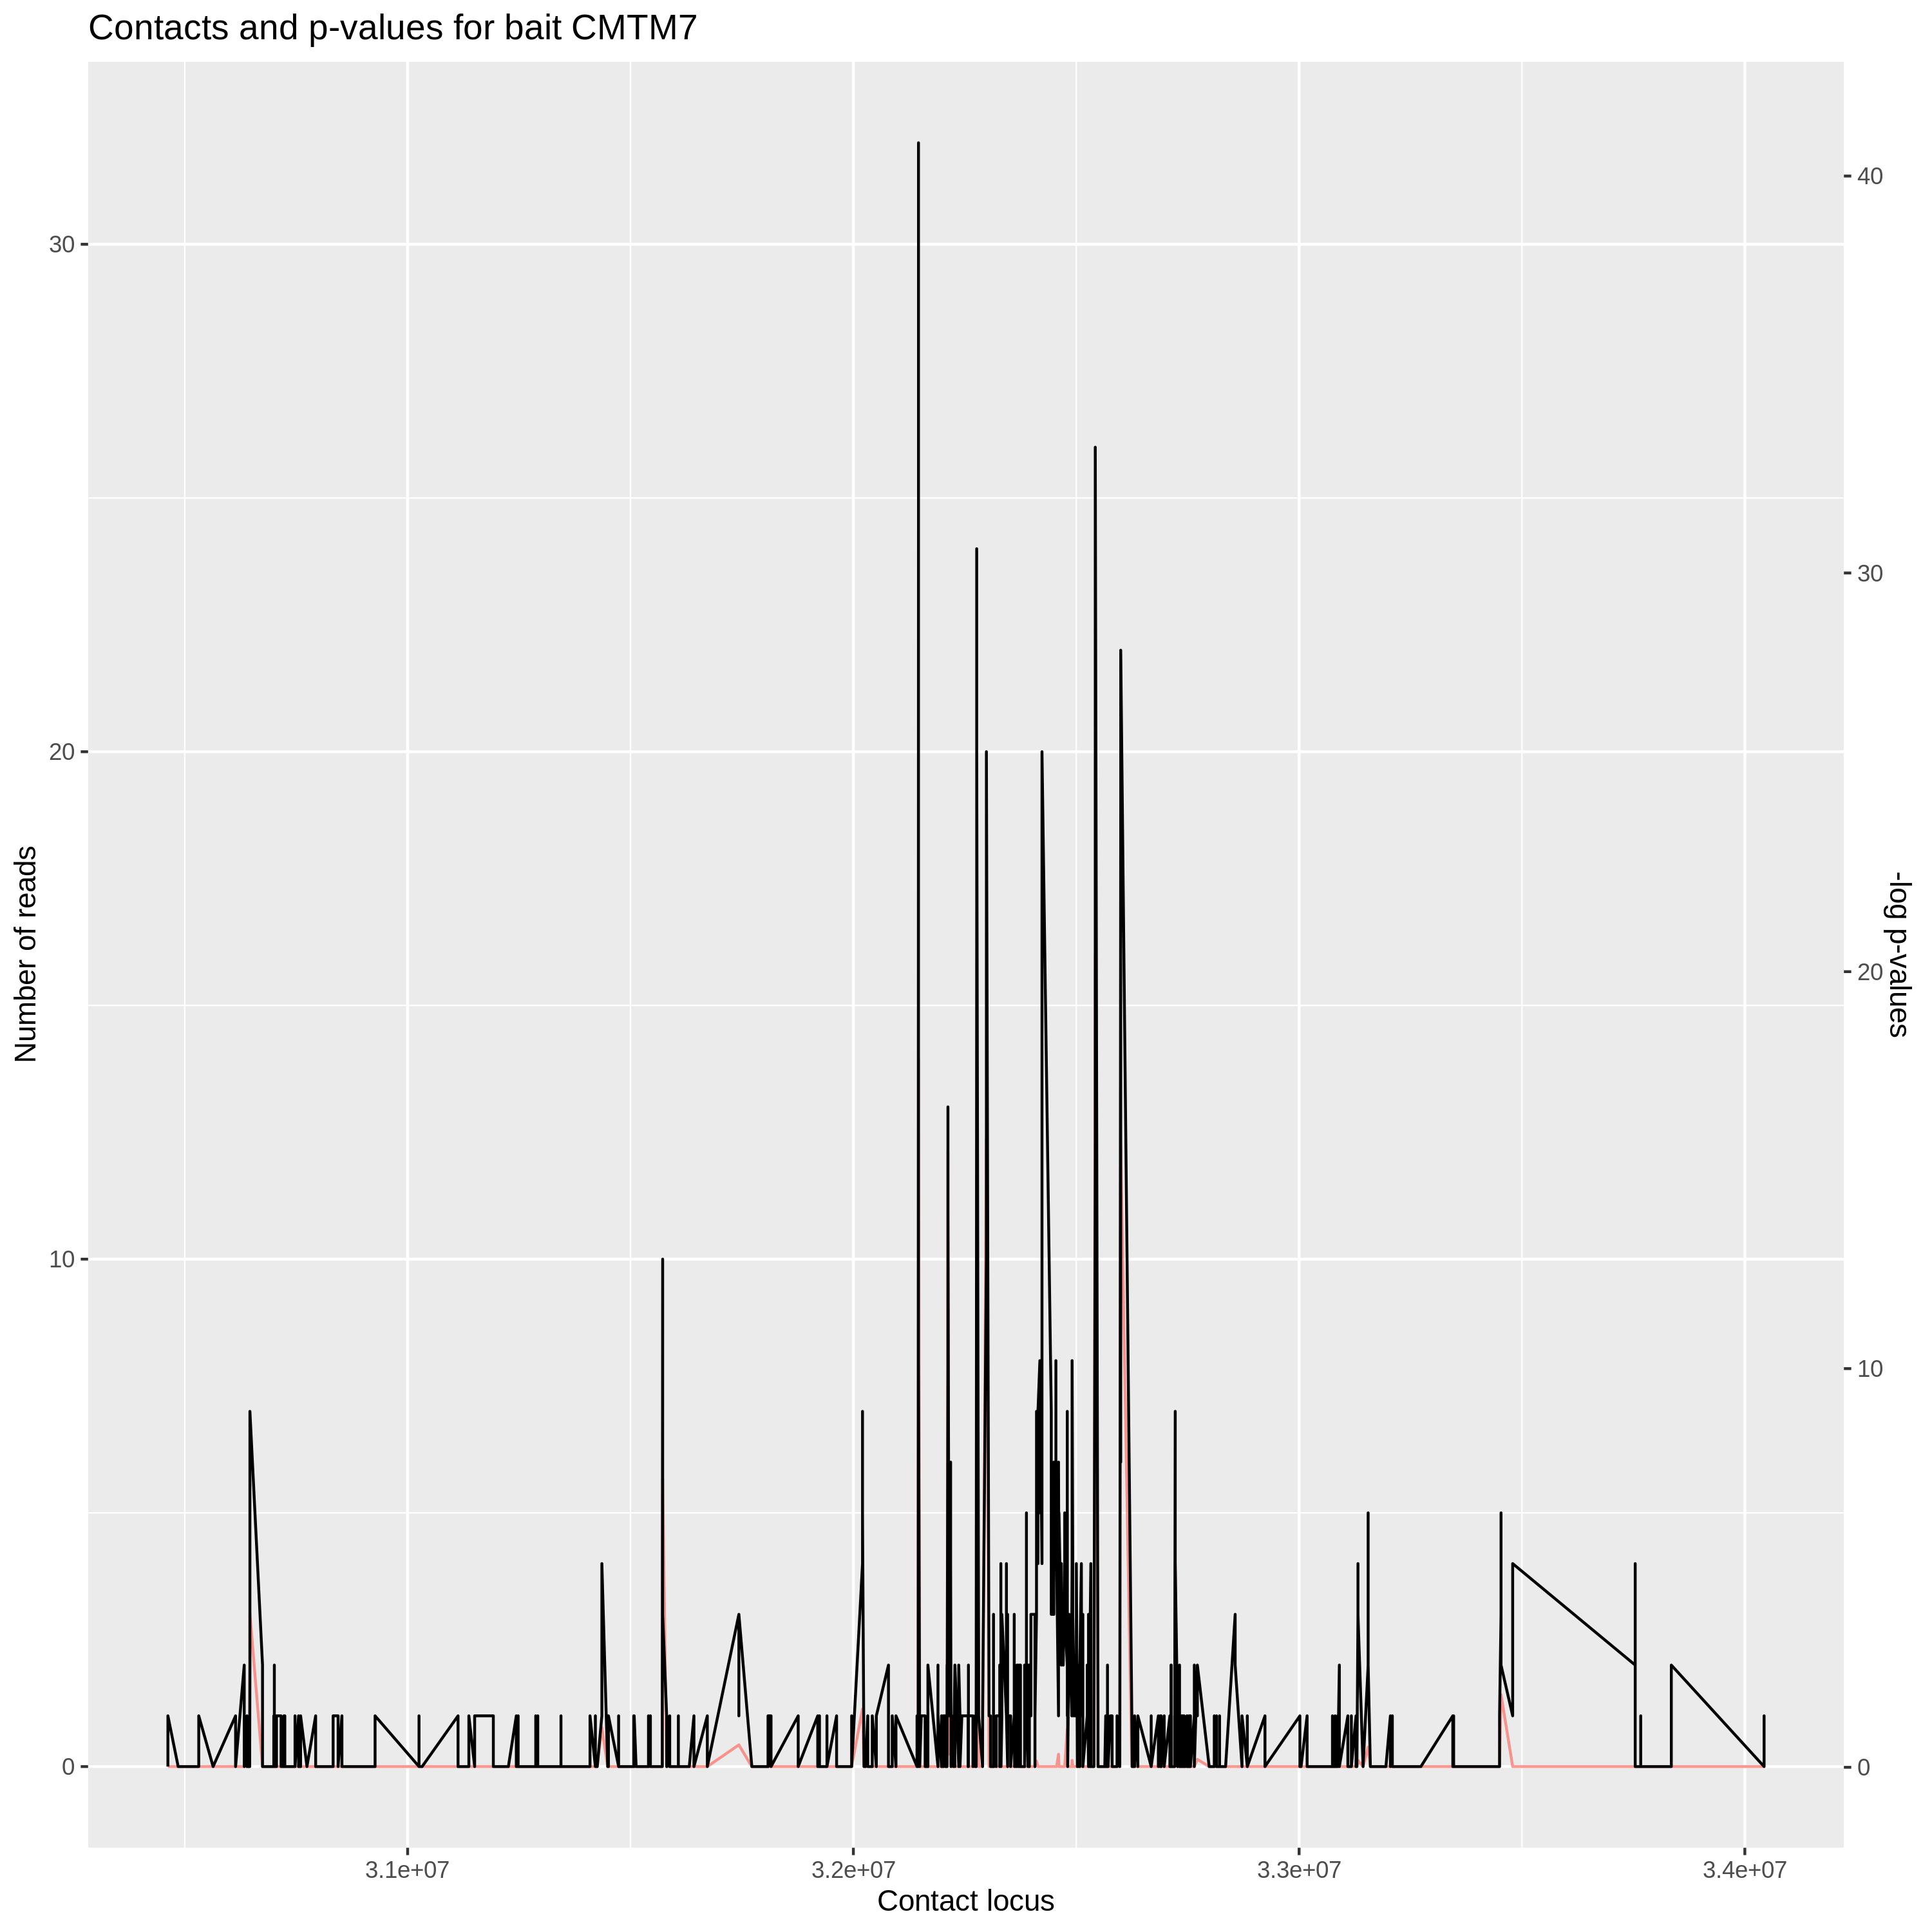 Contacts and p-values for bait CMTM7
30
20
10
0
Number of reads
40
30
20
10
0
-log p-values
3.1e+07 3.2e+07 3.3e+07 3.4e+07
Contact locus